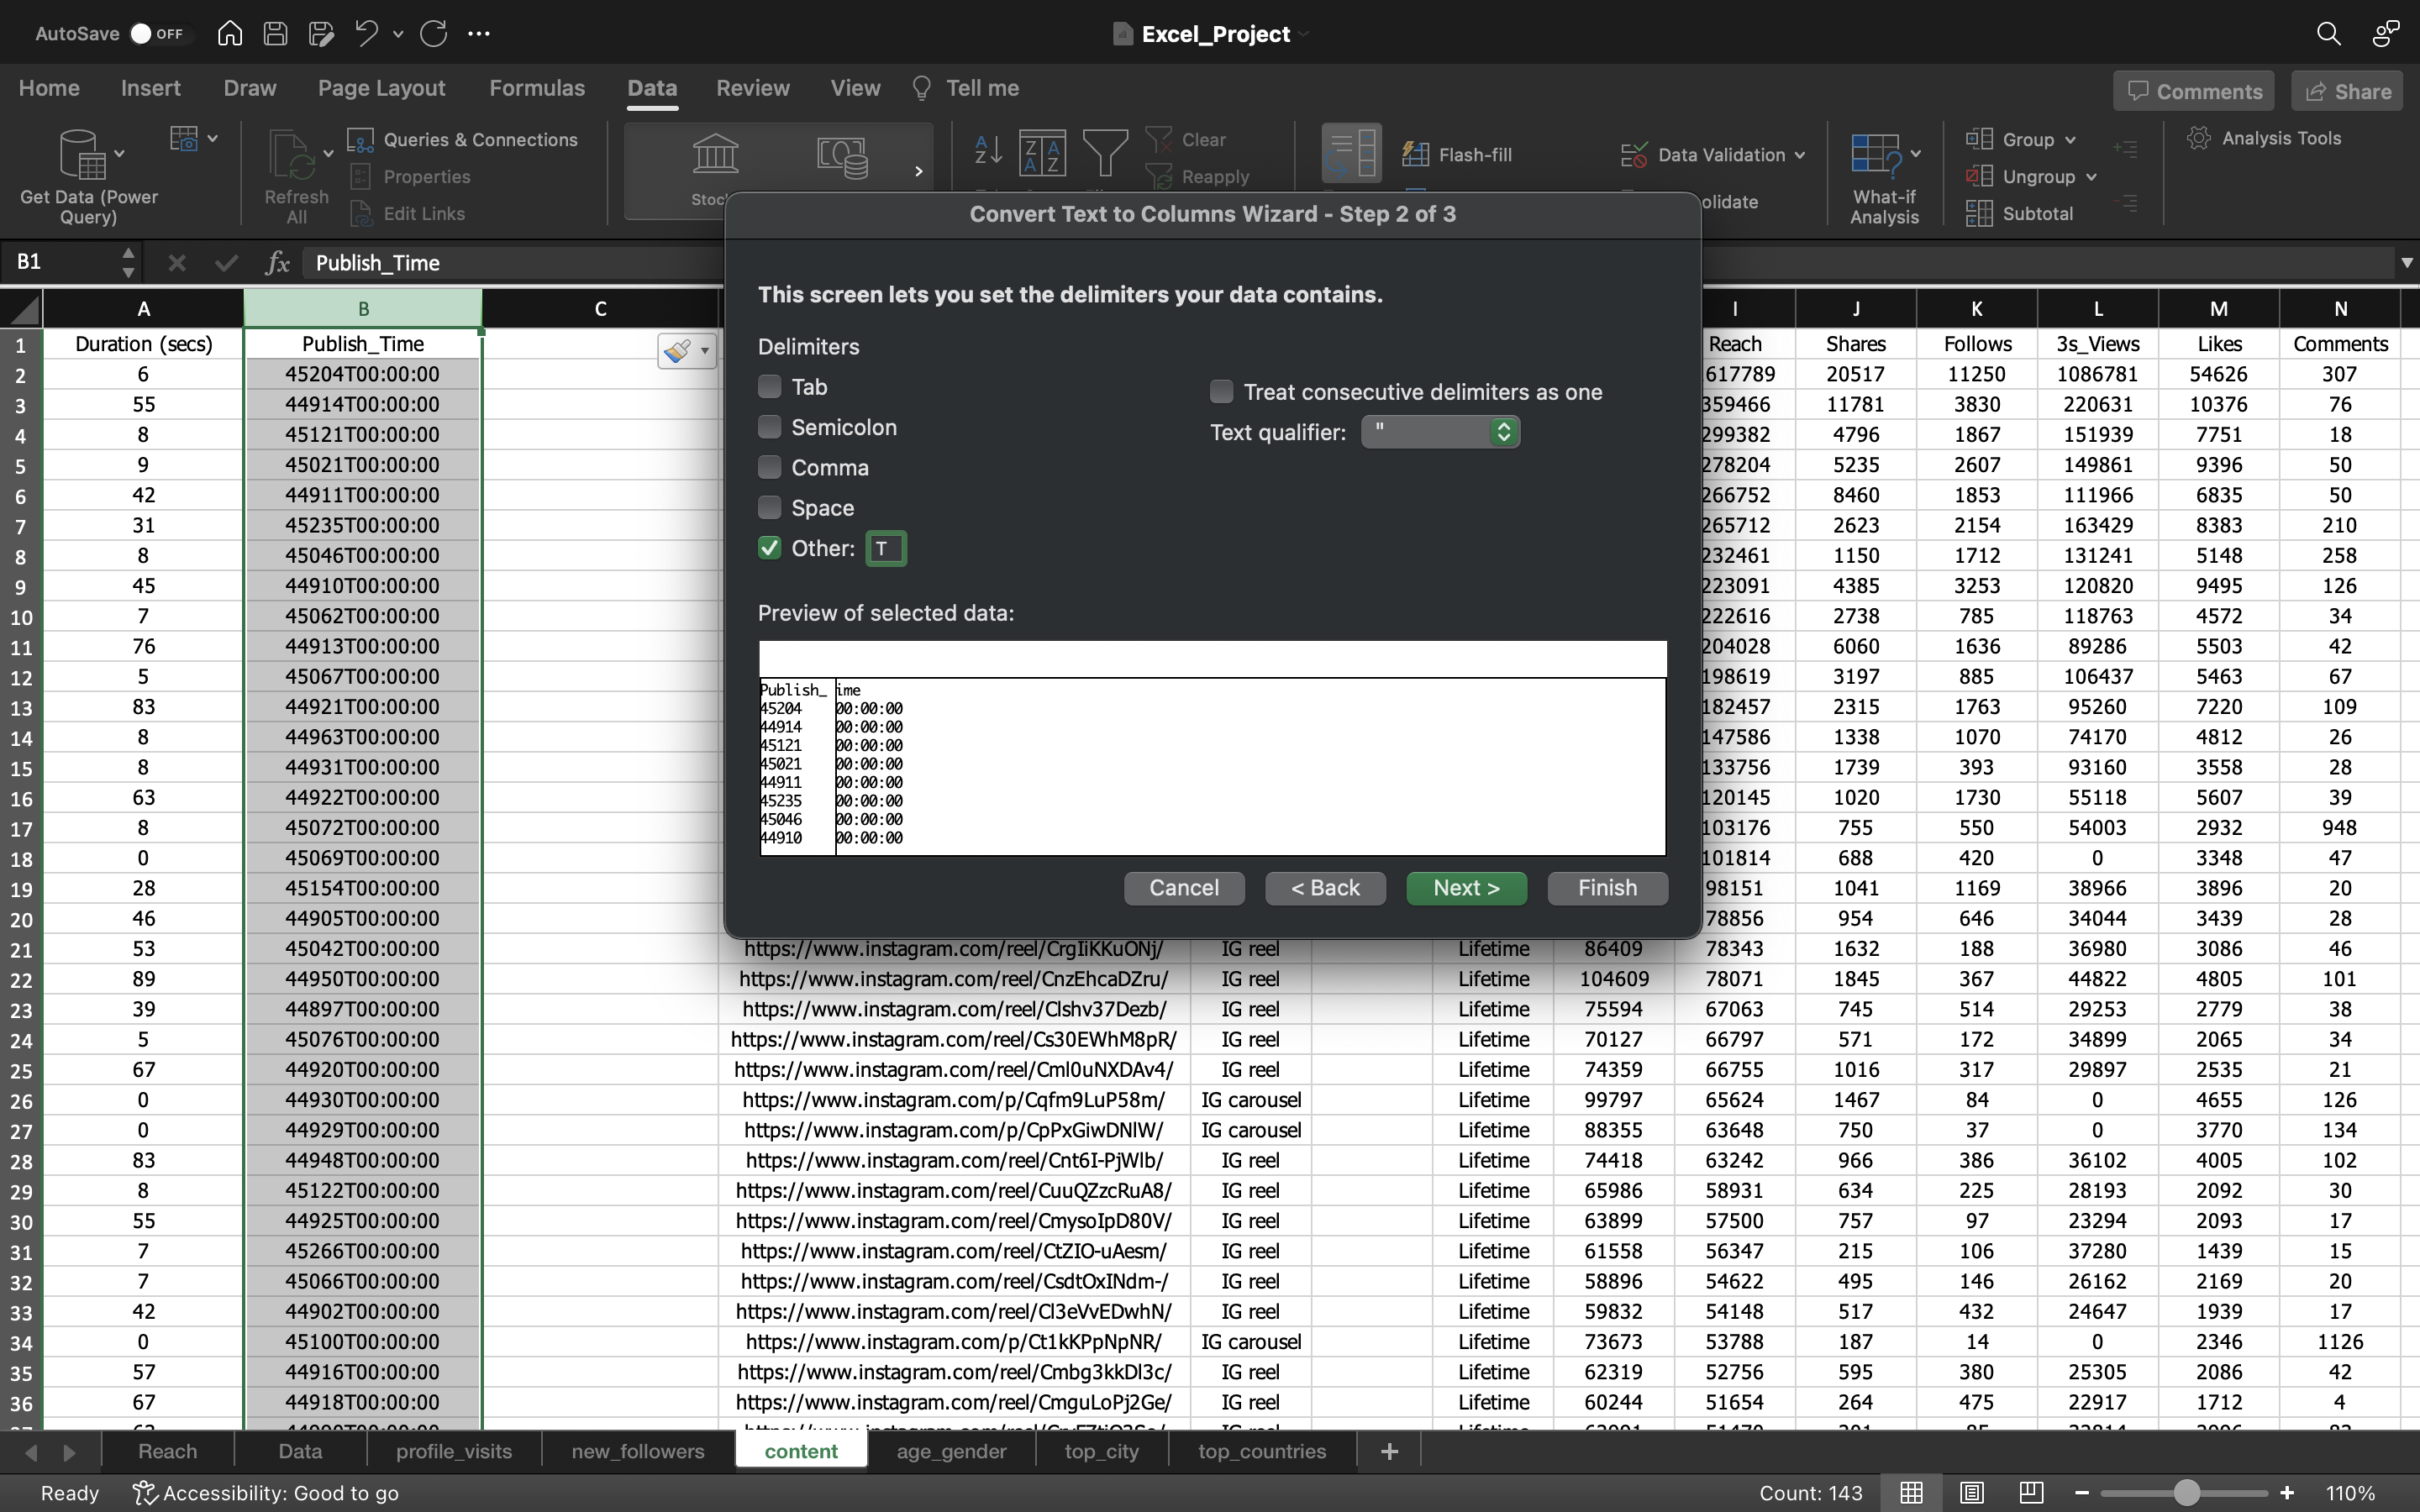 AutoSave OFF Excel_Project
Home Insert Draw Page Layout Formulas Data Review View Tell me Comments Share
Get Data (Power Query)
Refresh All
Queries & Connections
Properties
Edit Links
Clear
Reapply
Flash-fill
Data Validation
What-if Analysis
Group
Ungroup
Subtotal
Analysis Tools
B1 fx Publish_Time
Convert Text to Columns Wizard - Step 2 of 3
This screen lets you set the delimiters your data contains.
Delimiters
Tab
Semicolon
Comma
Space
Other: T
Treat consecutive delimiters as one
Text qualifier: "
Preview of selected data:
Publish_ ime
45204 00:00:00
44914 00:00:00
45121 00:00:00
45021 00:00:00
44911 00:00:00
45235 00:00:00
45046 00:00:00
44910 00:00:00
Cancel < Back Next > Finish
A B C I J K L M N
1 Duration (secs) Publish_Time Reach Shares Follows 3s_Views Likes Comments
2 6 45204T00:00:00 617789 20517 11250 1086781 54626 307
3 55 44914T00:00:00 359466 11781 3830 220631 10376 76
4 8 45121T00:00:00 299382 4796 1867 151939 7751 18
5 9 45021T00:00:00 278204 5235 2607 149861 9396 50
6 42 44911T00:00:00 266752 8460 1853 111966 6835 50
7 31 45235T00:00:00 265712 2623 2154 163429 8383 210
8 8 45046T00:00:00 232461 1150 1712 131241 5148 258
9 45 44910T00:00:00 223091 4385 3253 120820 9495 126
10 7 45062T00:00:00 222616 2738 785 118763 4572 34
11 76 44913T00:00:00 204028 6060 1636 89286 5503 42
12 5 45067T00:00:00 198619 3197 885 106437 5463 67
13 83 44921T00:00:00 182457 2315 1763 95260 7220 109
14 8 44963T00:00:00 147586 1338 1070 74170 4812 26
15 8 44931T00:00:00 133756 1739 393 93160 3558 28
16 63 44922T00:00:00 120145 1020 1730 55118 5607 39
17 8 45072T00:00:00 103176 755 550 54003 2932 948
18 0 45069T00:00:00 101814 688 420 0 3348 47
19 28 45154T00:00:00 98151 1041 1169 38966 3896 20
20 46 44905T00:00:00 78856 954 646 34044 3439 28
21 53 45042T00:00:00 https://www.instagram.com/reel/CrgIiKKuONj/ IG reel Lifetime 86409 78343 1632 188 36980 3086 46
22 89 44950T00:00:00 https://www.instagram.com/reel/CnzEhcaDZru/ IG reel Lifetime 104609 78071 1845 367 44822 4805 101
23 39 44897T00:00:00 https://www.instagram.com/reel/Clshv37Dezb/ IG reel Lifetime 75594 67063 745 514 29253 2779 38
24 5 45076T00:00:00 https://www.instagram.com/reel/Cs30EWhM8pR/ IG reel Lifetime 70127 66797 571 172 34899 2065 34
25 67 44920T00:00:00 https://www.instagram.com/reel/Cml0uNXDAv4/ IG reel Lifetime 74359 66755 1016 317 29897 2535 21
26 0 44930T00:00:00 https://www.instagram.com/p/Cqfm9LuP58m/ IG carousel Lifetime 99797 65624 1467 84 0 4655 126
27 0 44929T00:00:00 https://www.instagram.com/p/CpPxGiwDNlW/ IG carousel Lifetime 88355 63648 750 37 0 3770 134
28 83 44948T00:00:00 https://www.instagram.com/reel/Cnt6I-PjWlb/ IG reel Lifetime 74418 63242 966 386 36102 4005 102
29 8 45122T00:00:00 https://www.instagram.com/reel/CuuQZzcRuA8/ IG reel Lifetime 65986 58931 634 225 28193 2092 30
30 55 44925T00:00:00 https://www.instagram.com/reel/CmysoIpD80V/ IG reel Lifetime 63899 57500 757 97 23294 2093 17
31 7 45266T00:00:00 https://www.instagram.com/reel/CtZIO-uAesm/ IG reel Lifetime 61558 56347 215 106 37280 1439 15
32 7 45066T00:00:00 https://www.instagram.com/reel/CsdtOxINdm-/ IG reel Lifetime 58896 54622 495 146 26162 2169 20
33 42 44902T00:00:00 https://www.instagram.com/reel/Cl3eVvEDwhN/ IG reel Lifetime 59832 54148 517 432 24647 1939 17
34 0 45100T00:00:00 https://www.instagram.com/p/Ct1kKPpNpNR/ IG carousel Lifetime 73673 53788 187 14 0 2346 1126
35 57 44916T00:00:00 https://www.instagram.com/reel/Cmbg3kkDl3c/ IG reel Lifetime 62319 52756 595 380 25305 2086 42
36 67 44918T00:00:00 https://www.instagram.com/reel/CmguLoPj2Ge/ IG reel Lifetime 60244 51654 264 475 22917 1712 4
Reach Data profile_visits new_followers content age_gender top_city top_countries +
Ready Accessibility: Good to go Count: 143 110%